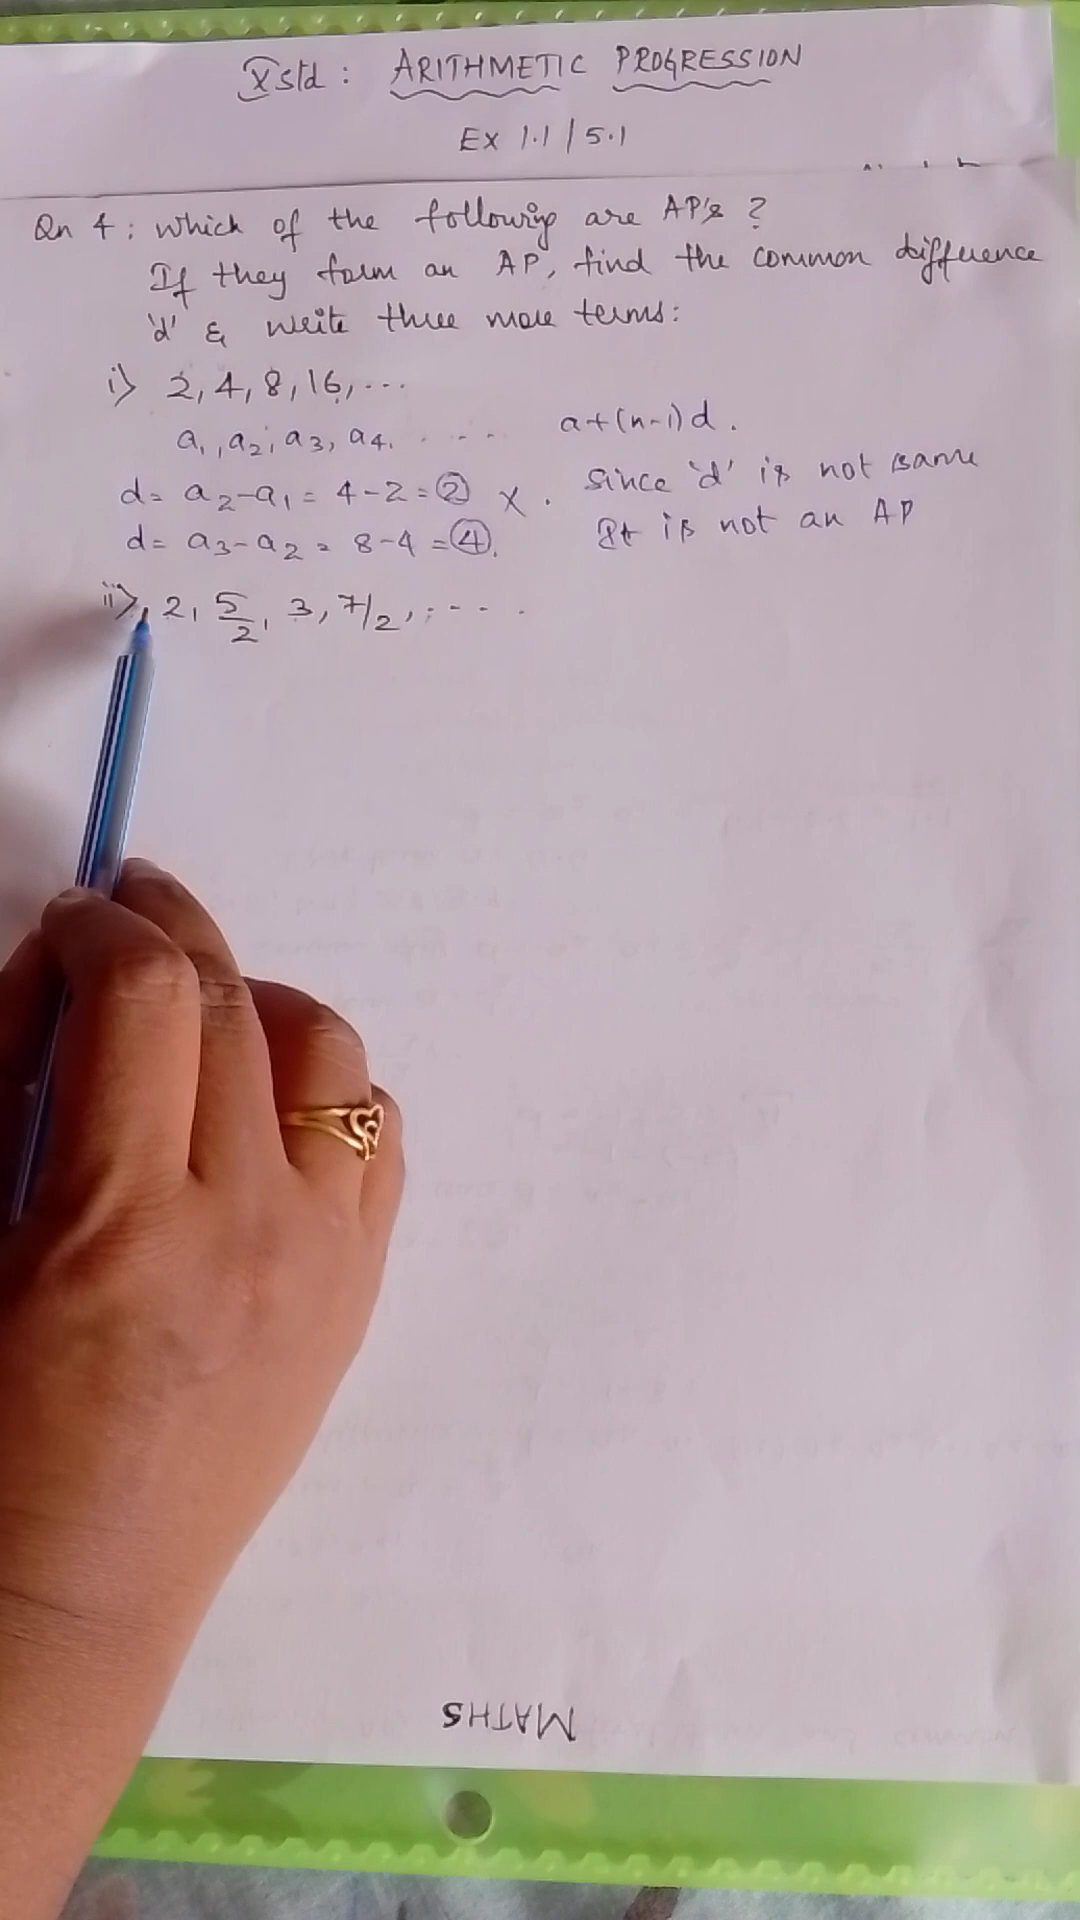 X std : ARITHMETIC PROGRESSION
Ex 1.1 / 5.1
Qn 4 : which of the following are AP's ?
If they form an AP, find the common difference
'd' & write three more terms:
i) 2, 4, 8, 16, ...
a1, a2, a3, a4. . . . .
a+(n-1)d.
d = a2-a1 = 4-2 = 2 X .
since 'd' is not same
d = a3-a2 = 8-4 = 4.
It is not an AP
ii) 2, 5/2, 3, 7/2, . - - - .
MATHS